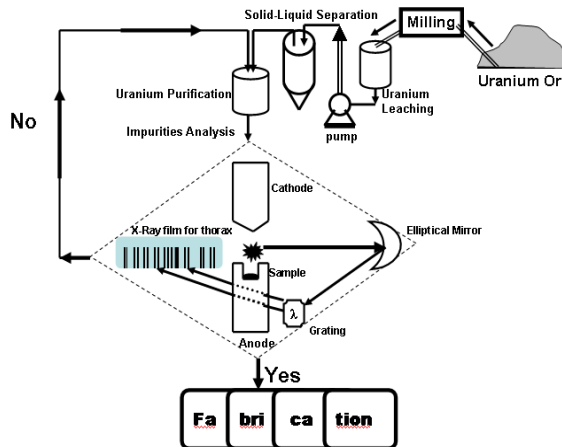 Solid-Liquid Separation
Milling
Uranium Or
Uranium Purification
Uranium
Leaching
pump
No
Impurities Analysis
Cathode
X-Ray film for thorax
Elliptical Mirror
Sample
λ
Grating
Anode
Yes
Fa bri ca tion